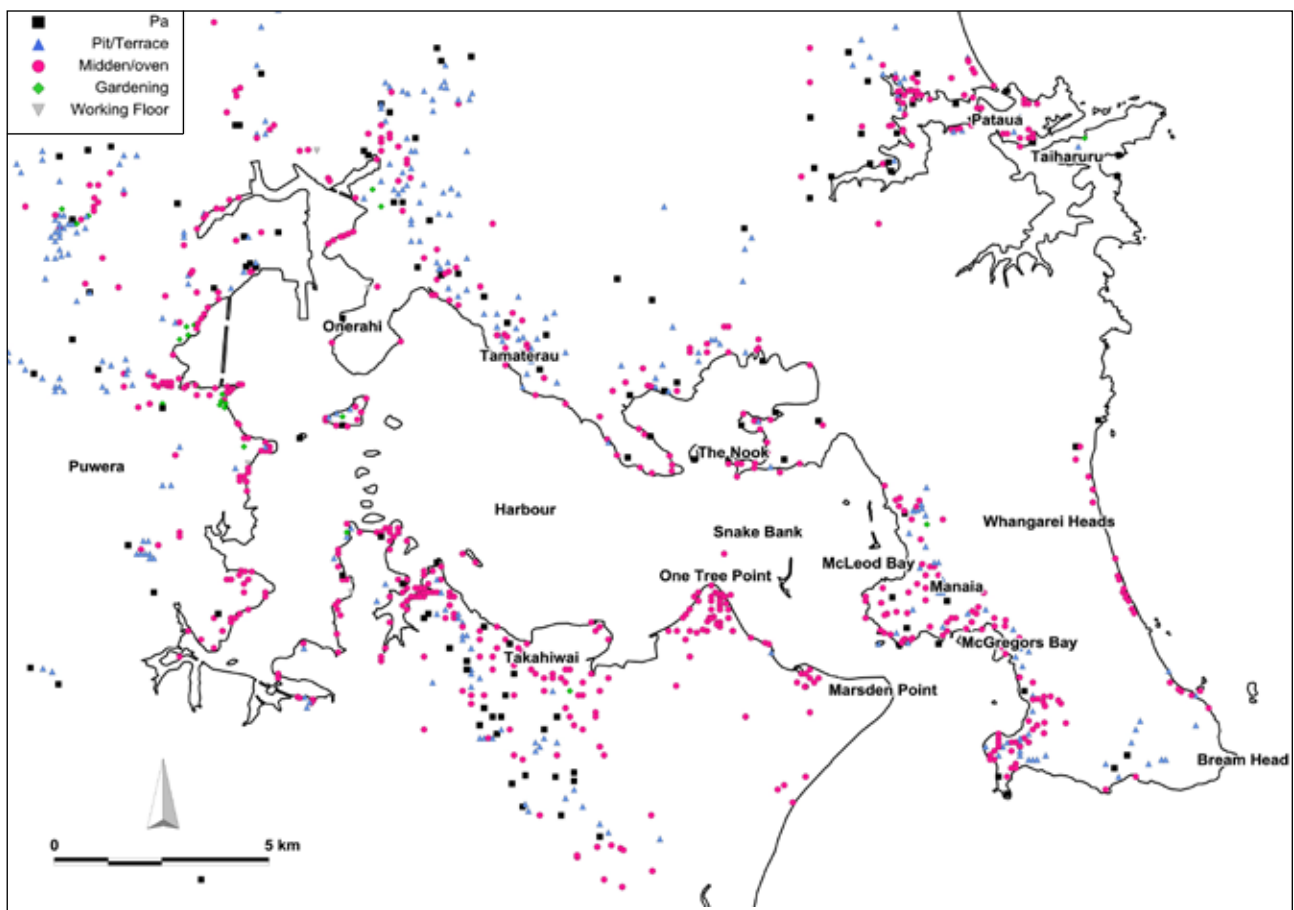 Pa
Pit/Terrace
Midden/oven
Gardening
Working Floor
Pataua
Taiharuru
Onerahi
Tamaterau
The Nook
Puwera
Harbour
Snake Bank
Whangarei Heads
McLeod Bay
One Tree Point
Manaia
McGregors Bay
Takahiwai
Marsden Point
Bream Head
0 5 km